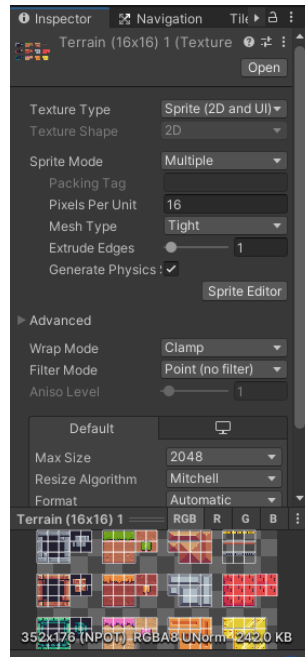 Inspector Navigation Tile
Terrain (16x16) 1 (Texture
Open
Texture Type Sprite (2D and UI)
Texture Shape 2D
Sprite Mode Multiple
Packing Tag
Pixels Per Unit 16
Mesh Type Tight
Extrude Edges 1
Generate Physics S
Sprite Editor
Advanced
Wrap Mode Clamp
Filter Mode Point (no filter)
Aniso Level 1
Default
Max Size 2048
Resize Algorithm Mitchell
Format Automatic
Terrain (16x16) 1 RGB R G B
352x176 (NPOT) RGBA8 UNorm 242.0 KB